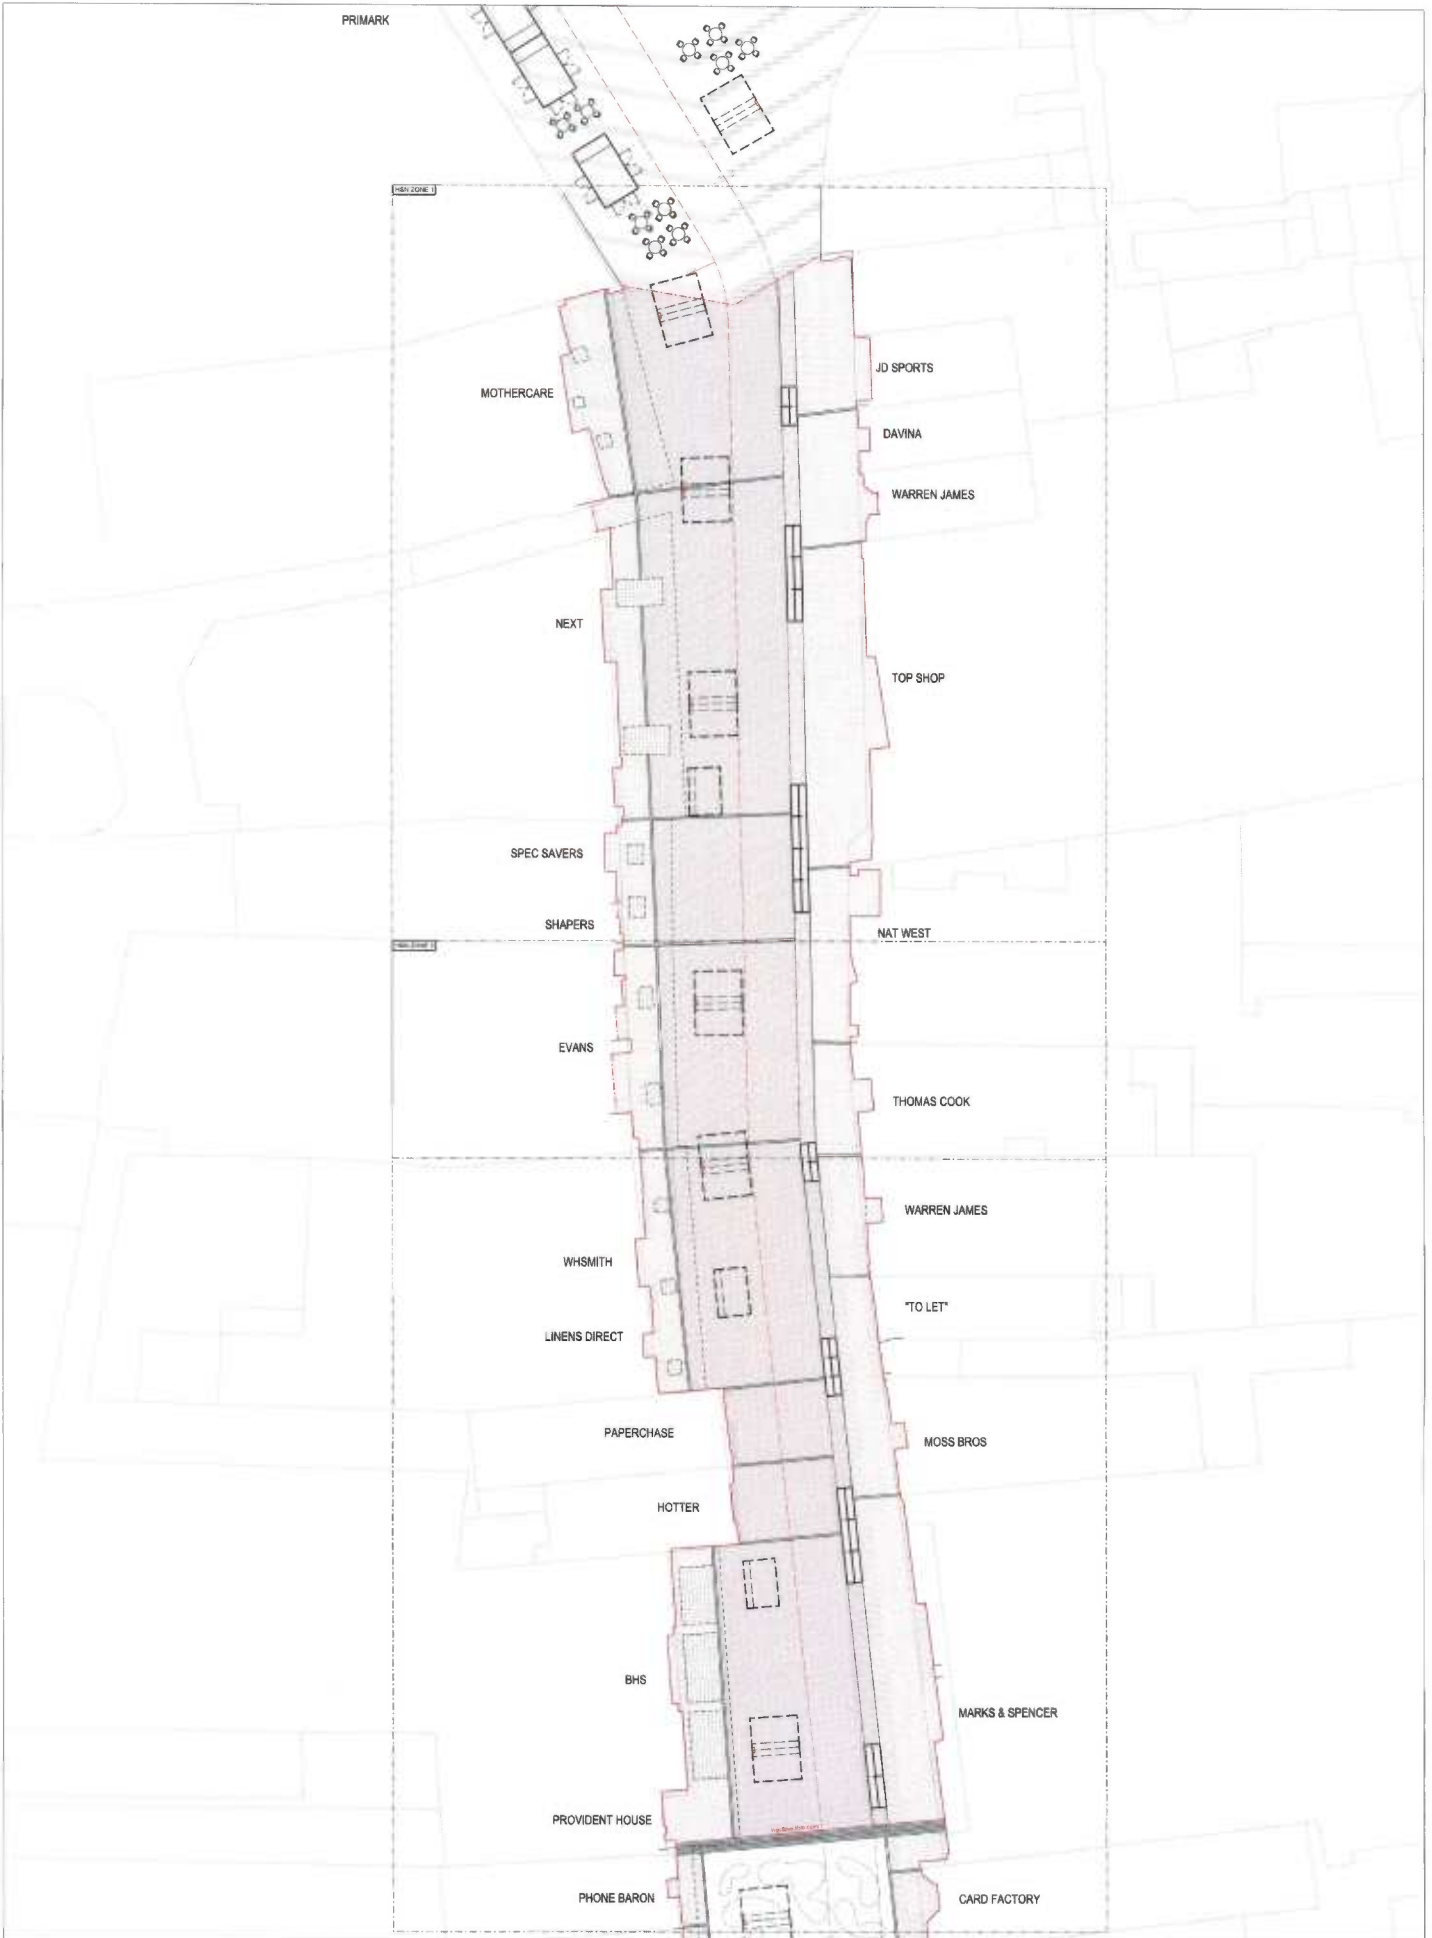 PRIMARK
H&N ZONE 1
JD SPORTS
MOTHERCARE
DAVINA
WARREN JAMES
NEXT
TOP SHOP
SPEC SAVERS
SHAPERS
NAT WEST
EVANS
THOMAS COOK
WARREN JAMES
WHSMITH
"TO LET"
LINENS DIRECT
PAPERCHASE
MOSS BROS
HOTTER
BHS
MARKS & SPENCER
PROVIDENT HOUSE
PHONE BARON
CARD FACTORY